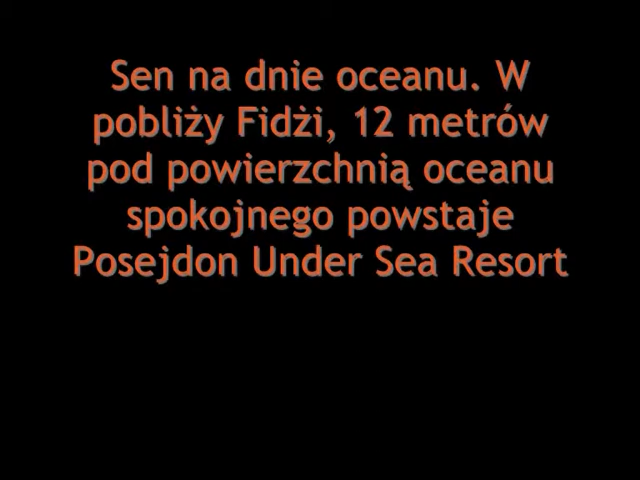 Sen na dnie oceanu. W
pobliży Fidżi, 12 metrów
pod powierzchnią oceanu
spokojnego powstaje
Posejdon Under Sea Resort